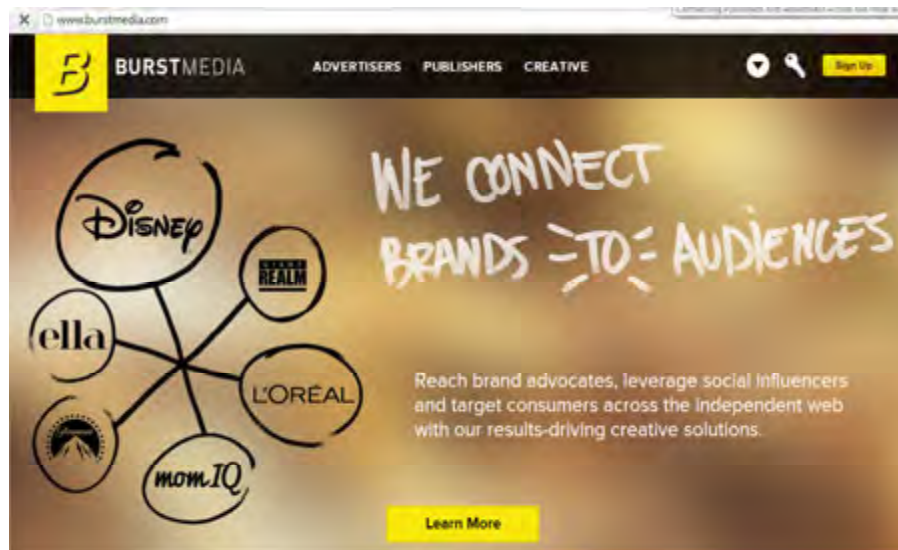 www.burstmedia.com
B BURSTMEDIA
ADVERTISERS PUBLISHERS CREATIVE
Sign Up
WE CONNECT
BRANDS TO AUDIENCES
DISNEY
REALM
ella
L'ORÉAL
mom IQ
Reach brand advocates, leverage social influencers
and target consumers across the independent web
with our results-driving creative solutions.
Learn More